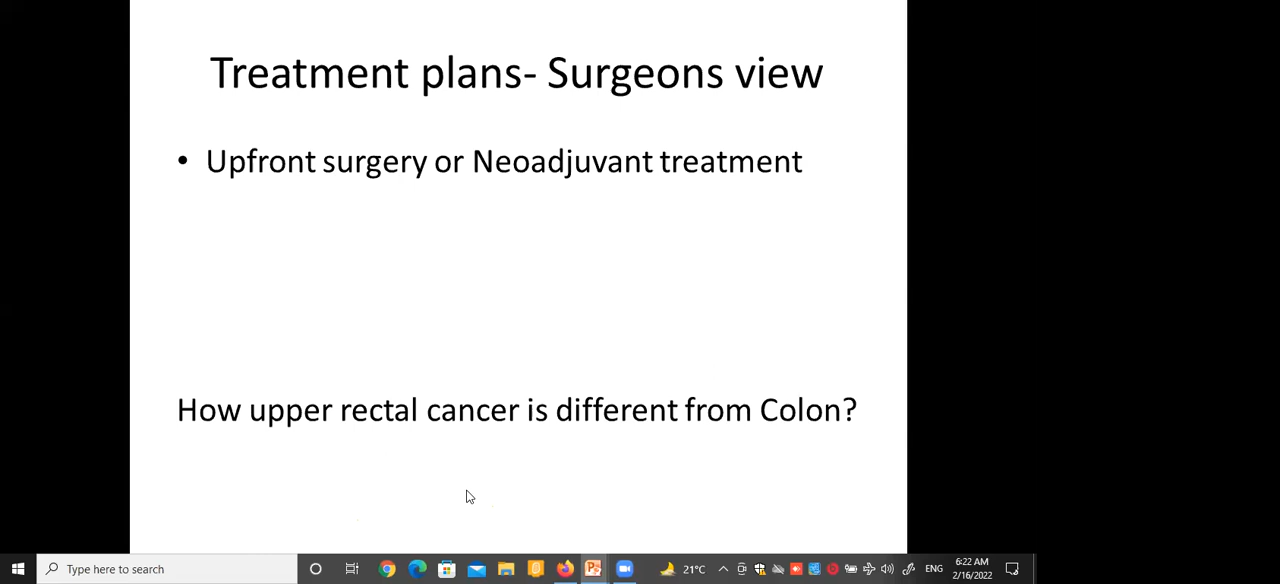 Treatment plans- Surgeons view
• Upfront surgery or Neoadjuvant treatment
How upper rectal cancer is different from Colon?
Type here to search
21°C
ENG
6:22 AM
2/16/2022